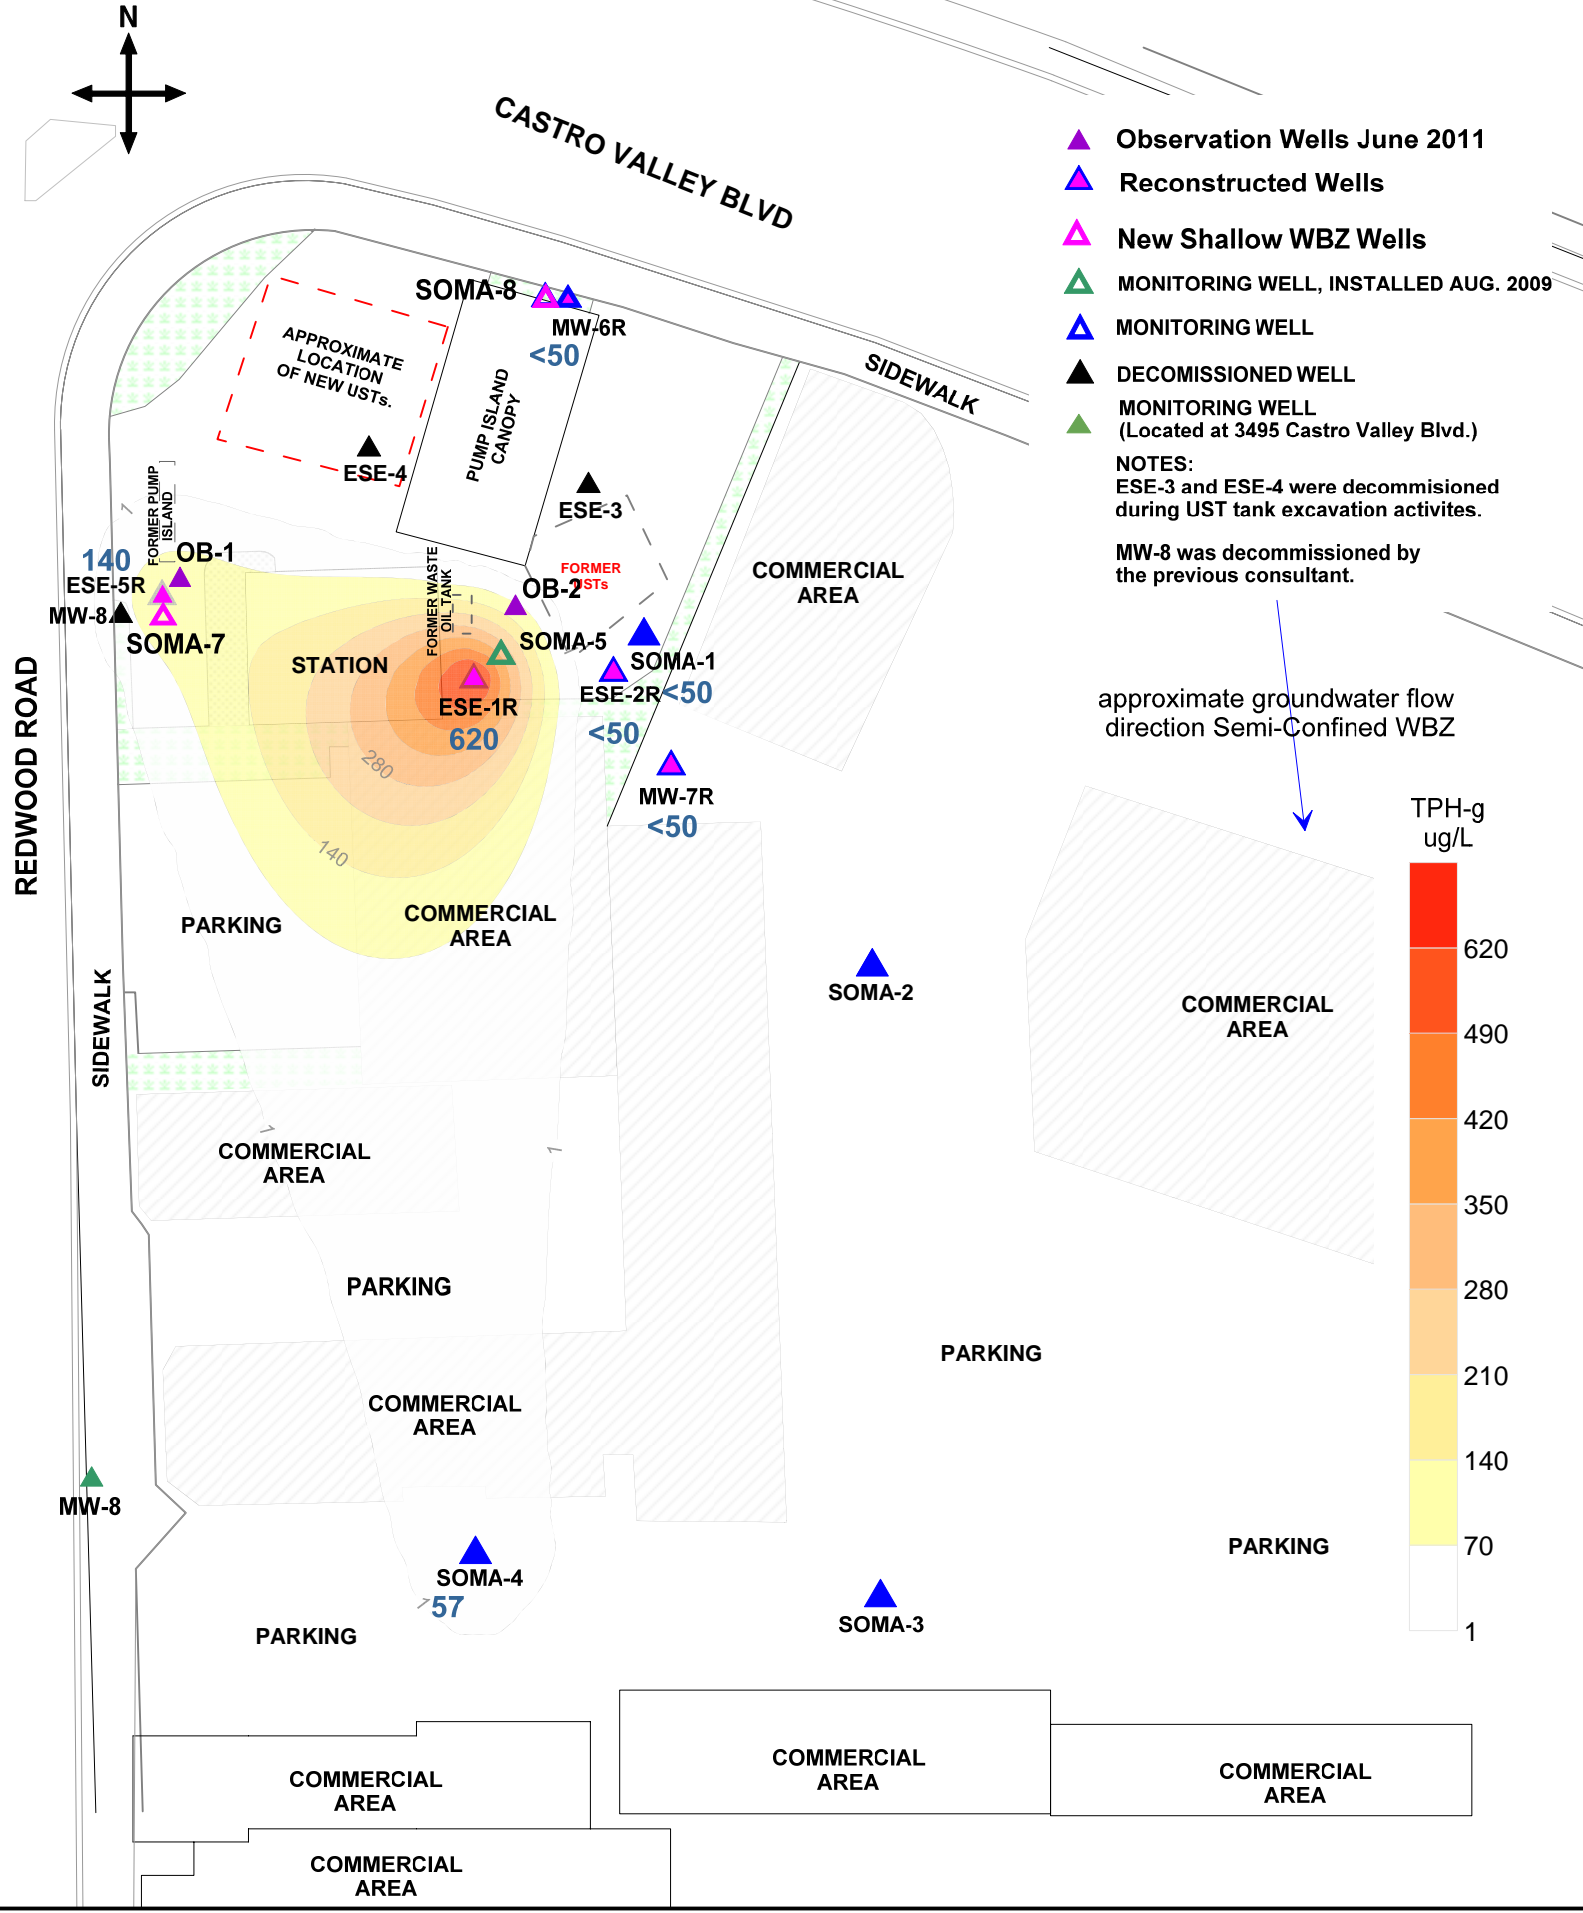 N
CASTRO VALLEY BLVD
Observation Wells June 2011
Reconstructed Wells
New Shallow WBZ Wells
MONITORING WELL, INSTALLED AUG. 2009
MONITORING WELL
DECOMISSIONED WELL
MONITORING WELL
(Located at 3495 Castro Valley Blvd.)
NOTES:
ESE-3 and ESE-4 were decommisioned
during UST tank excavation activites.
MW-8 was decommissioned by
the previous consultant.
approximate groundwater flow
direction Semi-Confined WBZ
SOMA-8
MW-6R
<50
SIDEWALK
APPROXIMATE
LOCATION
OF NEW USTs.
PUMP ISLAND
CANOPY
ESE-4
ESE-3
FORMER PUMP
ISLAND
1
140
OB-1
ESE-5R
MW-8
SOMA-7
FORMER WASTE
OIL TANK
FORMER
USTs
OB-2
SOMA-5
SOMA-1
<50
ESE-2R
<50
COMMERCIAL
AREA
STATION
ESE-1R
620
280
140
MW-7R
<50
REDWOOD ROAD
PARKING
COMMERCIAL
AREA
SOMA-2
COMMERCIAL
AREA
SIDEWALK
1
1
COMMERCIAL
AREA
PARKING
PARKING
COMMERCIAL
AREA
MW-8
SOMA-4
1
57
SOMA-3
PARKING
PARKING
TPH-g
ug/L
620
490
420
350
280
210
140
70
1
COMMERCIAL
AREA
COMMERCIAL
AREA
COMMERCIAL
AREA
COMMERCIAL
AREA